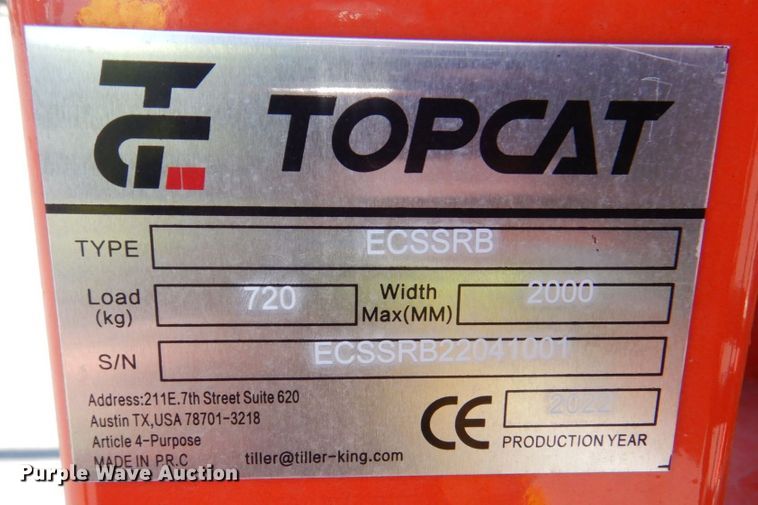 TOPCAT
TYPE ECSSRB
Load (kg) 720 Width Max(MM) 2000
S/N ECSSRB22041001
Address:211E.7th Street Suite 620
Austin TX,USA 78701-3218
Article 4-Purpose
MADE IN P.R.C tiller@tiller-king.com
CE 2022
PRODUCTION YEAR
Purple Wave Auction